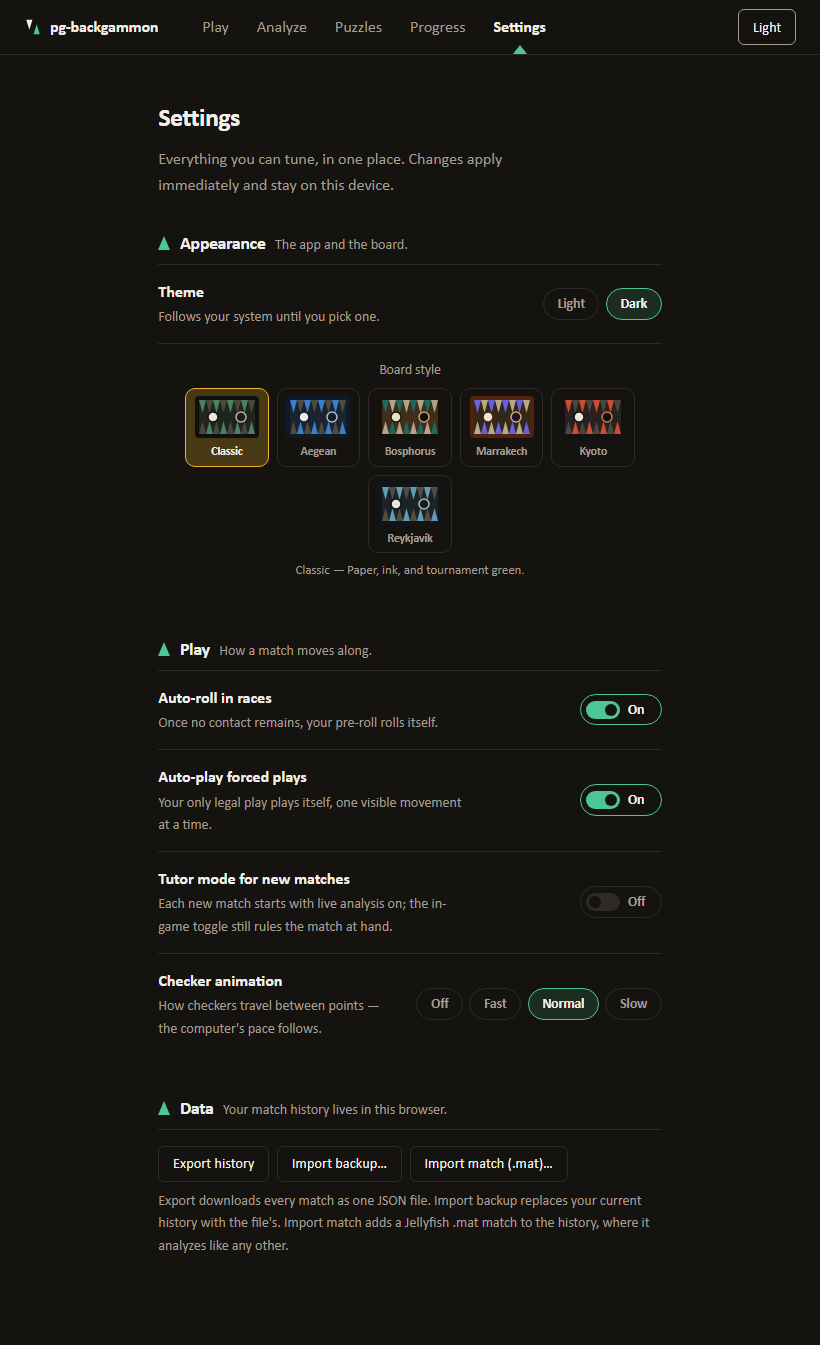 pg-backgammon Play Analyze Puzzles Progress Settings Light
Settings
Everything you can tune, in one place. Changes apply
immediately and stay on this device.
Appearance The app and the board.
Theme
Follows your system until you pick one.
Light Dark
Board style
Classic Aegean Bosphorus Marrakech Kyoto
Reykjavík
Classic — Paper, ink, and tournament green.
Play How a match moves along.
Auto-roll in races
Once no contact remains, your pre-roll rolls itself.
On
Auto-play forced plays
Your only legal play plays itself, one visible movement
at a time.
On
Tutor mode for new matches
Each new match starts with live analysis on; the in-
game toggle still rules the match at hand.
Off
Checker animation
How checkers travel between points —
the computer's pace follows.
Off Fast Normal Slow
Data Your match history lives in this browser.
Export history Import backup… Import match (.mat)…
Export downloads every match as one JSON file. Import backup replaces your current
history with the file's. Import match adds a Jellyfish .mat match to the history, where it
analyzes like any other.